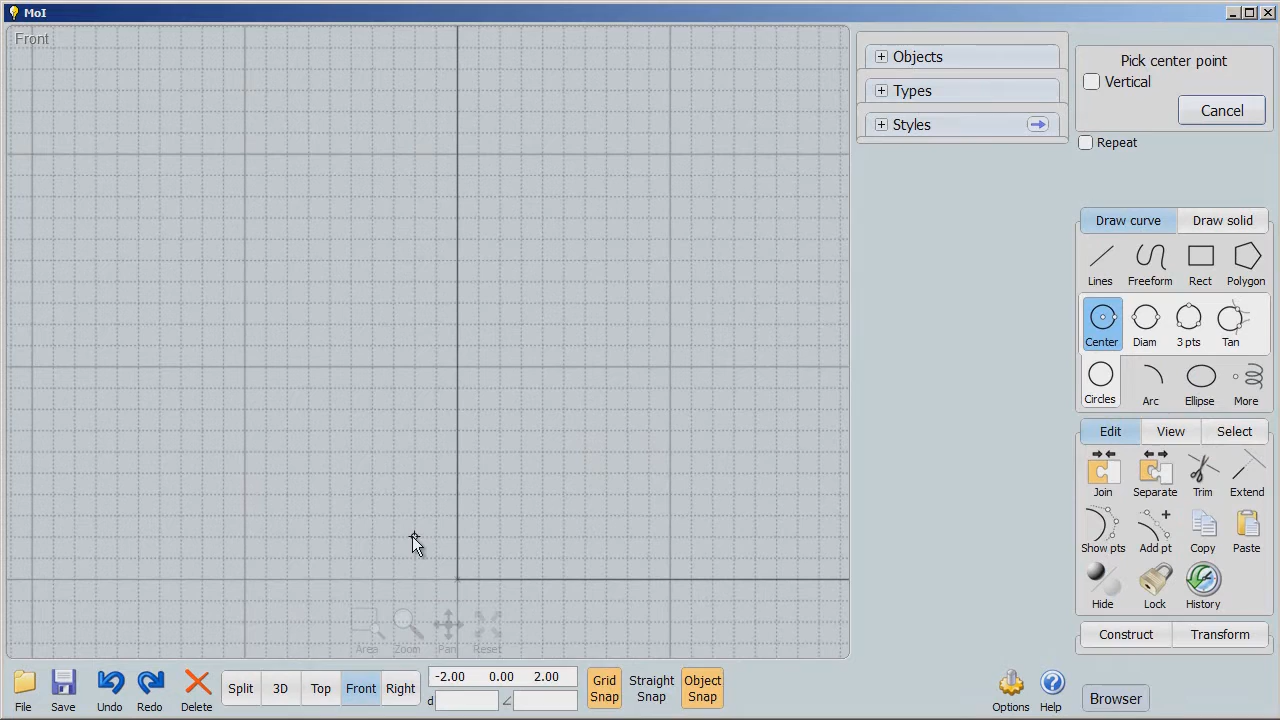 MoI
Front
Objects
Types
Styles
Pick center point
Vertical
Cancel
Repeat
Draw curve
Draw solid
Lines
Freeform
Rect
Polygon
Center
Diam
3 pts
Tan
Circles
Arc
Ellipse
More
Edit
View
Select
Join
Separate
Trim
Extend
Show pts
Add pt
Copy
Paste
Hide
Lock
History
Construct
Transform
Area
Zoom
Pan
Reset
File
Save
Undo
Redo
Delete
Split
3D
Top
Front
Right
-2.00 0.00 2.00
d
Grid
Snap
Straight
Snap
Object
Snap
Options
Help
Browser